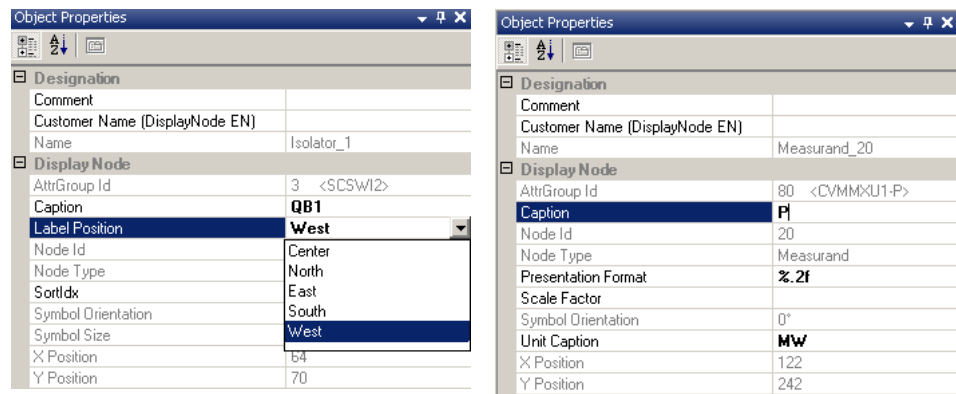 Object Properties
Designation
Comment
Customer Name (DisplayNode EN)
Name Isolator_1
Display Node
AttrGroup Id 3 <SCSWI2>
Caption QB1
Label Position West
Node Id Center
Node Type North
SortIdx East
Symbol Orientation South
Symbol Size West
X Position 64
Y Position 70
Object Properties
Designation
Comment
Customer Name (DisplayNode EN)
Name Measurand_20
Display Node
AttrGroup Id 80 <CVMMXU1-P>
Caption P
Node Id 20
Node Type Measurand
Presentation Format %.2f
Scale Factor
Symbol Orientation 0°
Unit Caption MW
X Position 122
Y Position 242